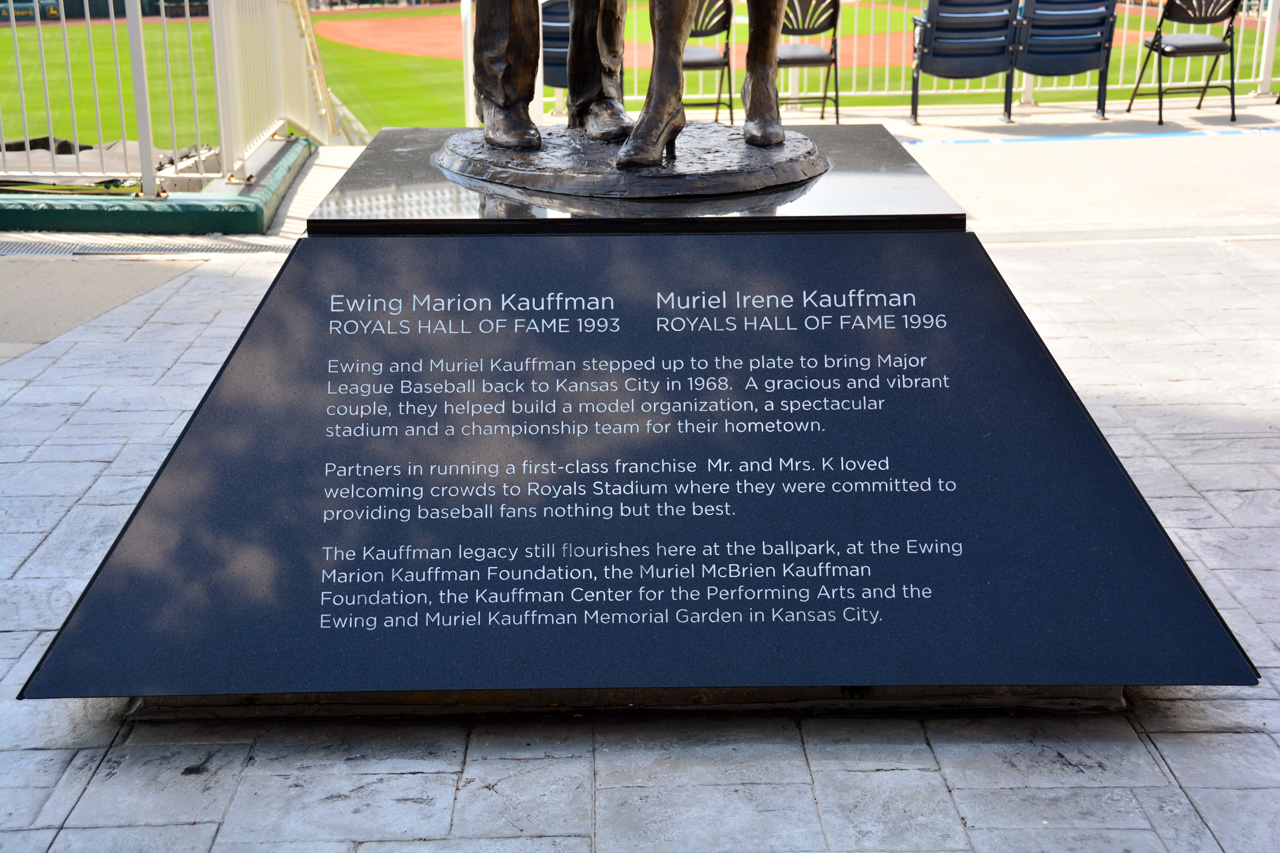 Ewing Marion Kauffman
ROYALS HALL OF FAME 1993
Muriel Irene Kauffman
ROYALS HALL OF FAME 1996
Ewing and Muriel Kauffman stepped up to the plate to bring Major
League Baseball back to Kansas City in 1968. A gracious and vibrant
couple, they helped build a model organization, a spectacular
stadium and a championship team for their hometown.
Partners in running a first-class franchise Mr. and Mrs. K loved
welcoming crowds to Royals Stadium where they were committed to
providing baseball fans nothing but the best.
The Kauffman legacy still flourishes here at the ballpark, at the Ewing
Marion Kauffman Foundation, the Muriel McBrien Kauffman
Foundation, the Kauffman Center for the Performing Arts and the
Ewing and Muriel Kauffman Memorial Garden in Kansas City.